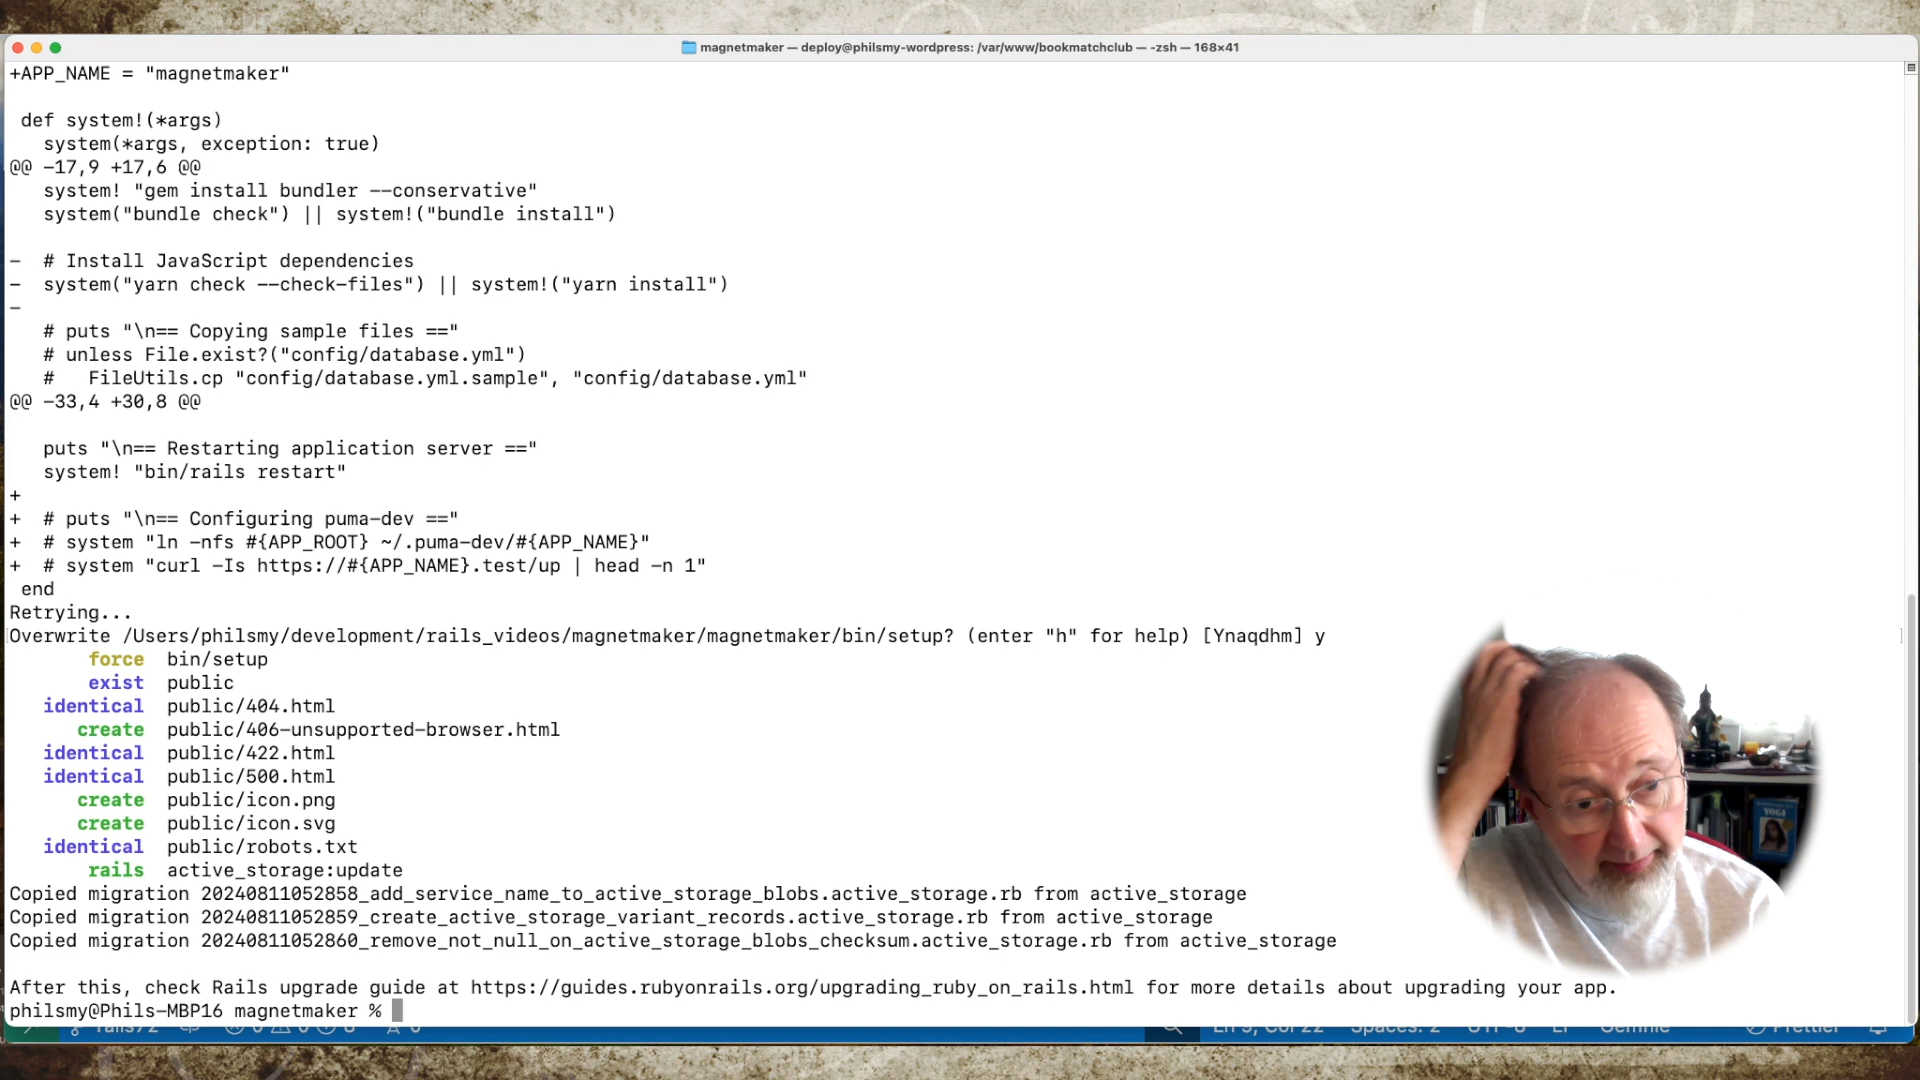 magnetmaker — deploy@philsmy-wordpress: /var/www/bookmatchclub — -zsh — 168×41
+APP_NAME = "magnetmaker"
def system!(*args)
system(*args, exception: true)
@@ -17,9 +17,6 @@
system! "gem install bundler --conservative"
system("bundle check") || system!("bundle install")
-  # Install JavaScript dependencies
-  system("yarn check --check-files") || system!("yarn install")
-
# puts "\n== Copying sample files =="
# unless File.exist?("config/database.yml")
#   FileUtils.cp "config/database.yml.sample", "config/database.yml"
@@ -33,4 +30,8 @@
puts "\n== Restarting application server =="
system! "bin/rails restart"
+
+  # puts "\n== Configuring puma-dev =="
+  # system "ln -nfs #{APP_ROOT} ~/.puma-dev/#{APP_NAME}"
+  # system "curl -Is https://#{APP_NAME}.test/up | head -n 1"
end
Retrying...
Overwrite /Users/philsmy/development/rails_videos/magnetmaker/magnetmaker/bin/setup? (enter "h" for help) [Ynaqdhm] y
force  bin/setup
exist  public
identical  public/404.html
create  public/406-unsupported-browser.html
identical  public/422.html
identical  public/500.html
create  public/icon.png
create  public/icon.svg
identical  public/robots.txt
rails  active_storage:update
Copied migration 20240811052858_add_service_name_to_active_storage_blobs.active_storage.rb from active_storage
Copied migration 20240811052859_create_active_storage_variant_records.active_storage.rb from active_storage
Copied migration 20240811052860_remove_not_null_on_active_storage_blobs_checksum.active_storage.rb from active_storage
After this, check Rails upgrade guide at https://guides.rubyonrails.org/upgrading_ruby_on_rails.html for more details about upgrading your app.
philsmy@Phils-MBP16 magnetmaker %
YOGI